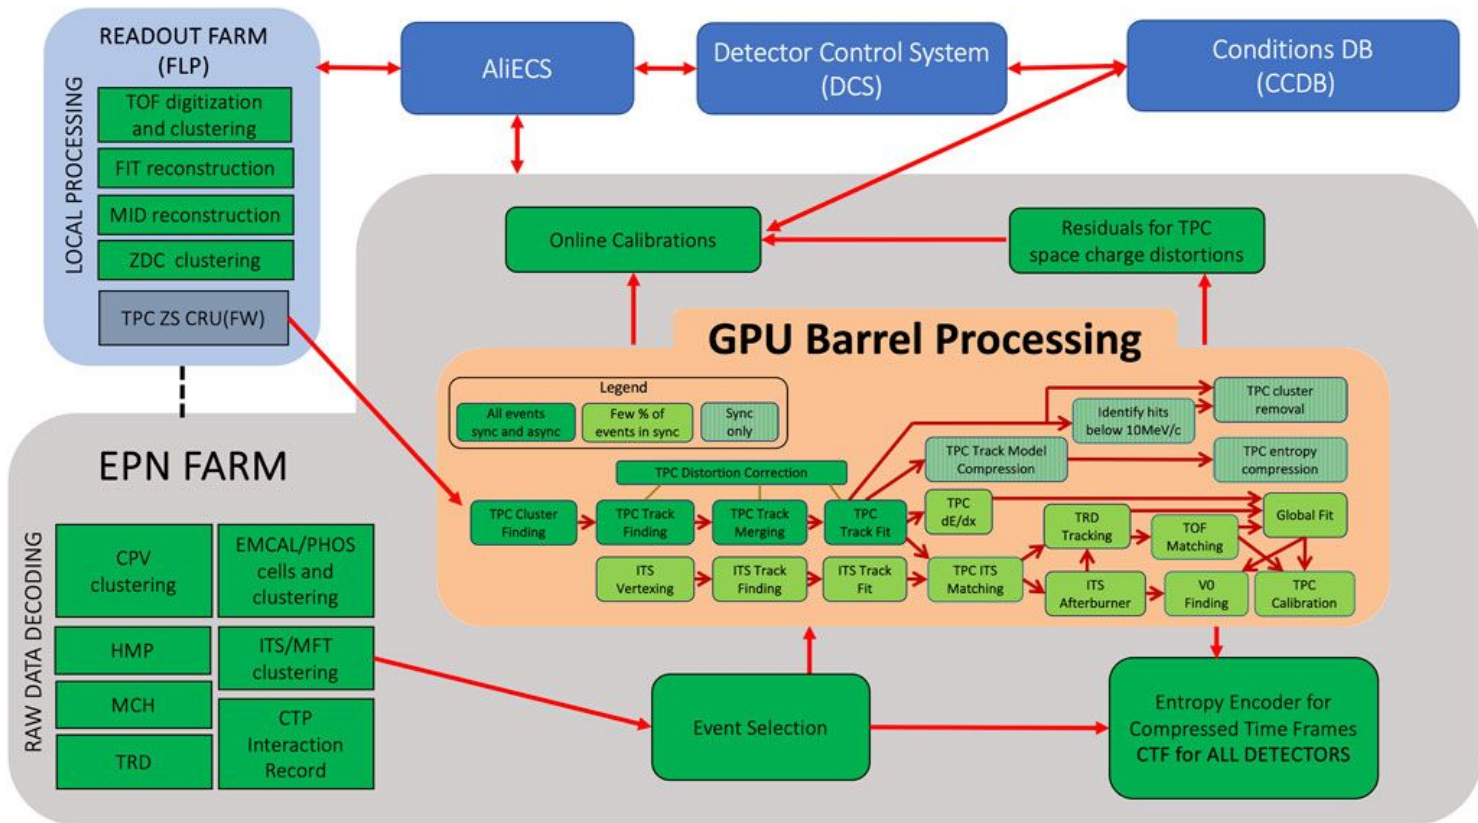 READOUT FARM
(FLP)
LOCAL PROCESSING
TOF digitization
and clustering
FIT reconstruction
MID reconstruction
ZDC clustering
TPC ZS CRU(FW)
AliECS
Detector Control System
(DCS)
Conditions DB
(CCDB)
Online Calibrations
Residuals for TPC
space charge distortions
GPU Barrel Processing
Legend
All events
sync and async
Few % of
events in sync
Sync
only
TPC cluster
removal
Identify hits
below 10MeV/c
TPC Track Model
Compression
TPC entropy
compression
TPC Distortion Correction
TPC Cluster
Finding
TPC Track
Finding
TPC Track
Merging
TPC
Track Fit
TPC
dE/dx
TRD
Tracking
TOF
Matching
Global Fit
ITS
Vertexing
ITS Track
Finding
ITS Track
Fit
TPC ITS
Matching
ITS
Afterburner
V0
Finding
TPC
Calibration
EPN FARM
RAW DATA DECODING
CPV
clustering
EMCAL/PHOS
cells and
clustering
HMP
ITS/MFT
clustering
MCH
CTP
Interaction
Record
TRD
Event Selection
Entropy Encoder for
Compressed Time Frames
CTF for ALL DETECTORS